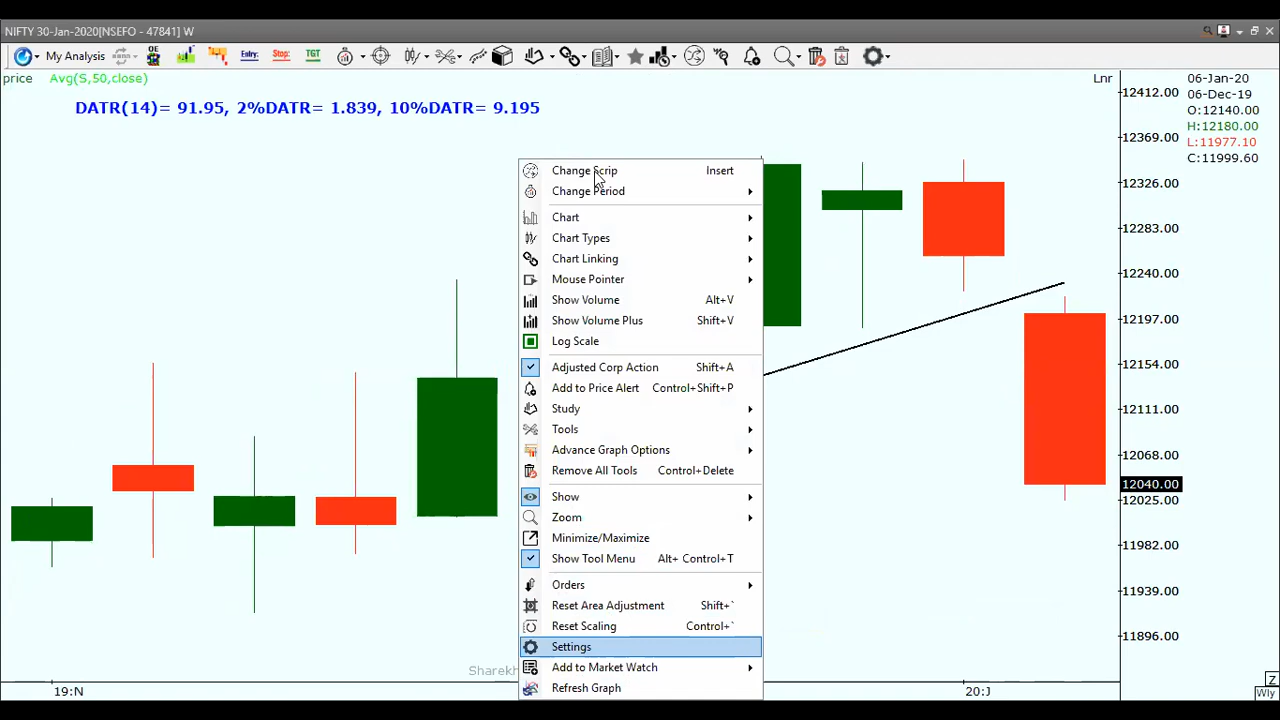 NIFTY 30-Jan-2020[NSEFO - 47841] W
My Analysis
OE
Entry:
Stop:
TGT
price Avg(S,50,close)
Lnr
DATR(14)= 91.95, 2%DATR= 1.839, 10%DATR= 9.195
06-Jan-20
06-Dec-19
O:12140.00
H:12180.00
L:11977.10
C:11999.60
12412.00
12369.00
12326.00
12283.00
12240.00
12197.00
12154.00
12111.00
12068.00
12040.00
12025.00
11982.00
11939.00
11896.00
Change Scrip Insert
Change Period
Chart
Chart Types
Chart Linking
Mouse Pointer
Show Volume Alt+V
Show Volume Plus Shift+V
Log Scale
Adjusted Corp Action Shift+A
Add to Price Alert Control+Shift+P
Study
Tools
Advance Graph Options
Remove All Tools Control+Delete
Show
Zoom
Minimize/Maximize
Show Tool Menu Alt+ Control+T
Orders
Reset Area Adjustment Shift+`
Reset Scaling Control+`
Settings
Add to Market Watch
Refresh Graph
Sharekh
19:N
20:J
Z
Wly